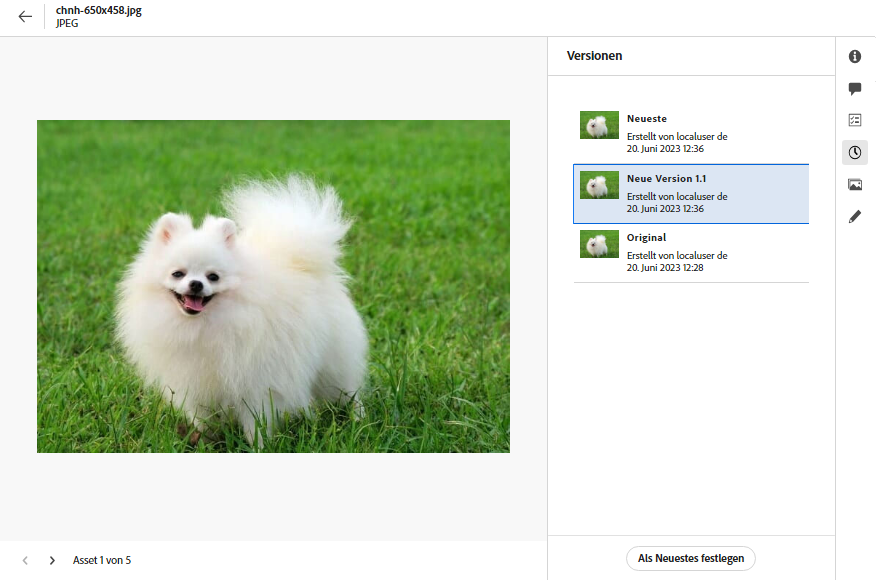 chnh-650x458.jpg
JPEG
Versionen
Neueste
Erstellt von localuser de
20. Juni 2023 12:36
Neue Version 1.1
Erstellt von localuser de
20. Juni 2023 12:36
Original
Erstellt von localuser de
20. Juni 2023 12:28
Asset 1 von 5
Als Neuestes festlegen